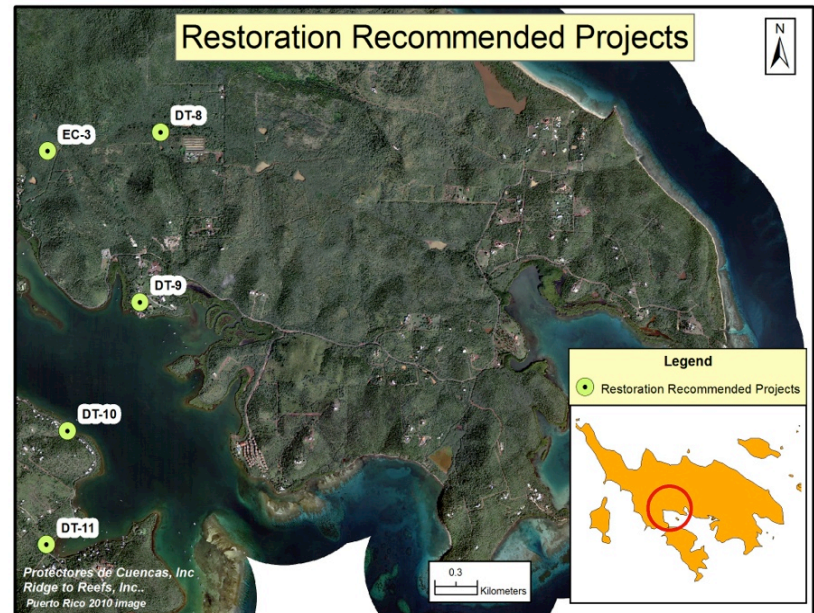 Restoration Recommended Projects
N
DT-8
EC-3
DT-9
DT-10
DT-11
Legend
Restoration Recommended Projects
0.3
Kilometers
Protectores de Cuencas, Inc
Ridge to Reefs, Inc..
Puerto Rico 2010 image